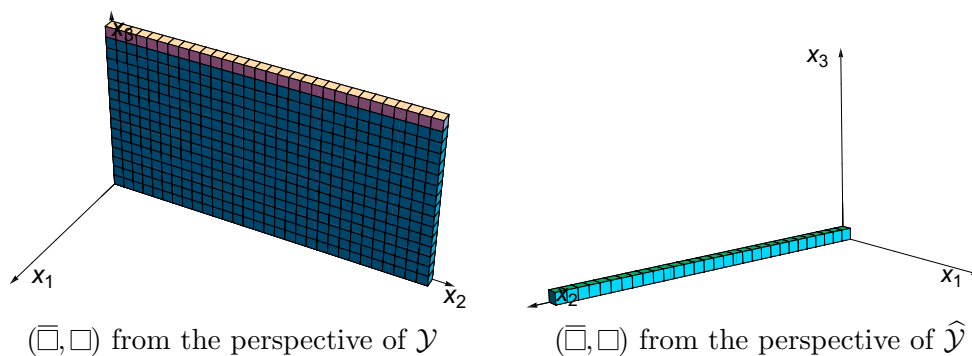 x₃
x₁
x₂
x₃
x₂
x₁
(□̅, □) from the perspective of 𝒴
(□̅, □) from the perspective of 𝒴̂